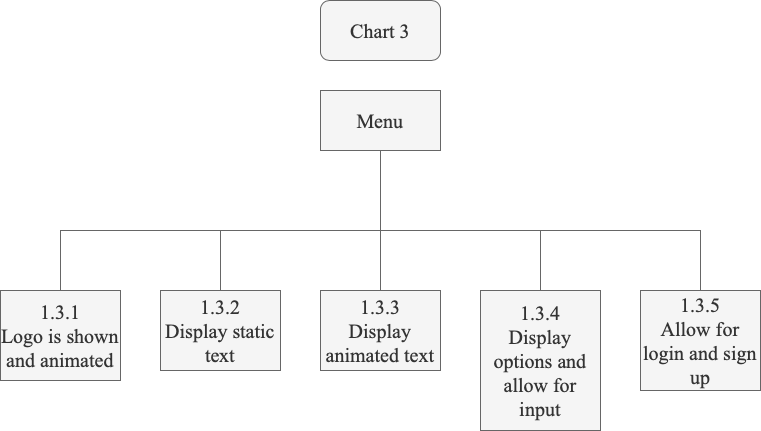 Chart 3
Menu
1.3.1
Logo is shown
and animated
1.3.2
Display static
text
1.3.3
Display
animated text
1.3.4
Display
options and
allow for
input
1.3.5
Allow for
login and sign
up